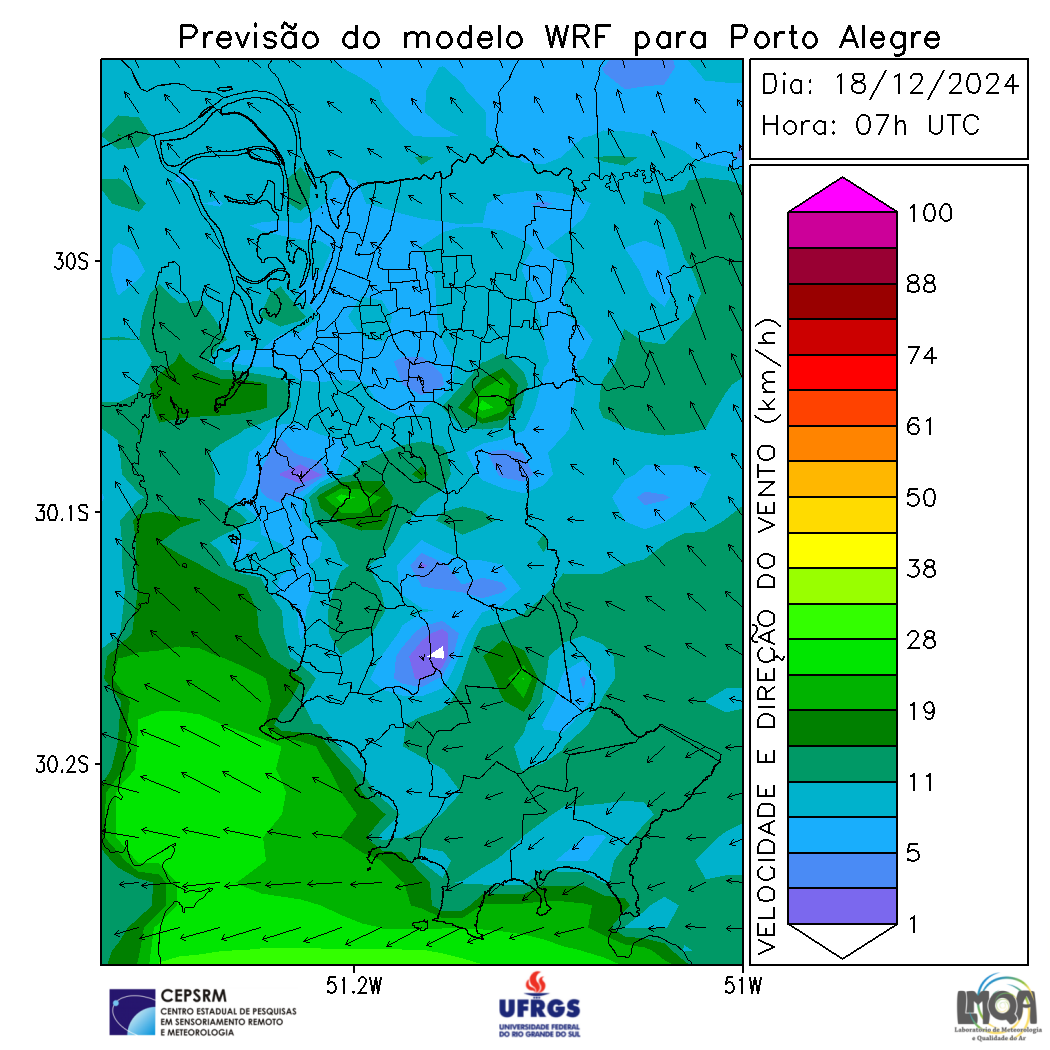 Previsão do modelo WRF para Porto Alegre
Dia: 18/12/2024
Hora: 07h UTC
30S
30.1S
30.2S
51.2W
51W
VELOCIDADE E DIREÇÃO DO VENTO (km/h)
100
88
74
61
50
38
28
19
11
5
1
CEPSRM
CENTRO ESTADUAL DE PESQUISAS
EM SENSORIAMENTO REMOTO
E METEOROLOGIA
UFRGS
UNIVERSIDADE FEDERAL
DO RIO GRANDE DO SUL
LMQA
Laboratório de Meteorologia
e Qualidade do Ar